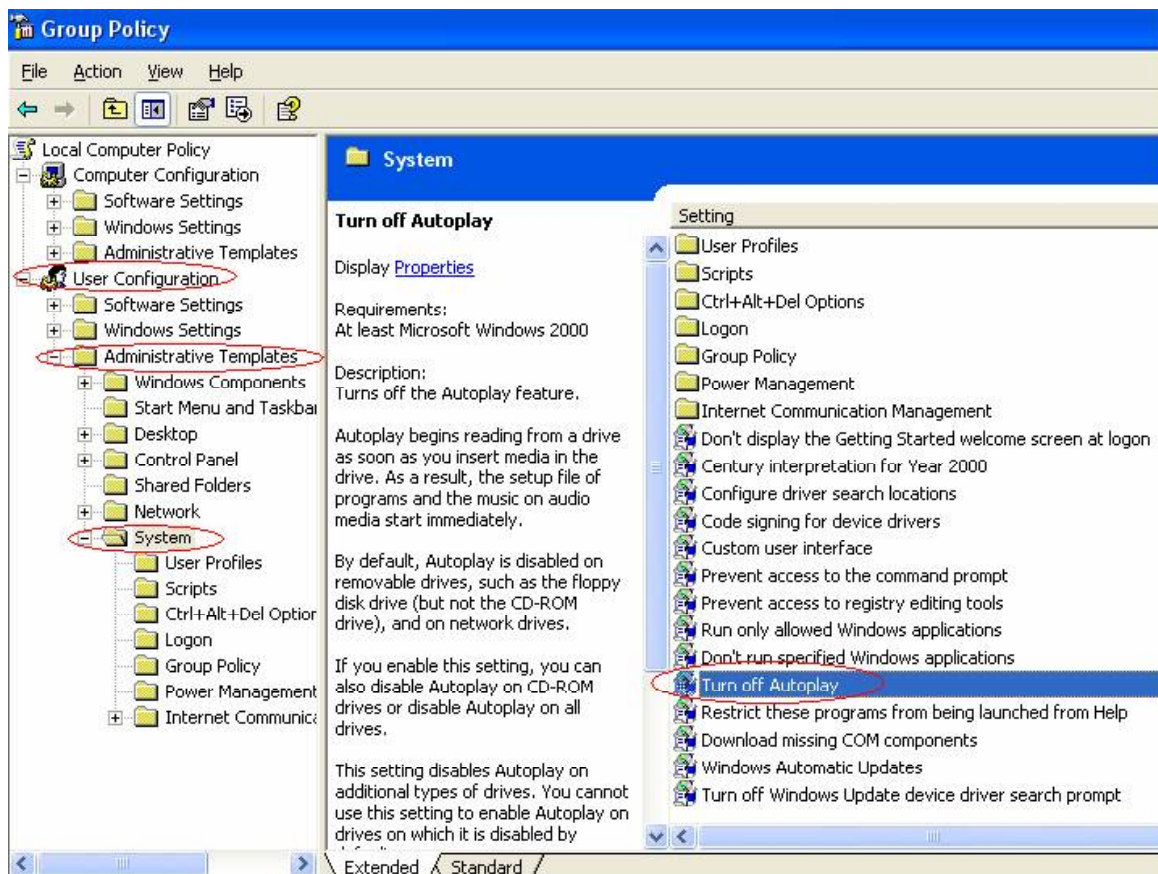 Group Policy
File Action View Help
Local Computer Policy
Computer Configuration
Software Settings
Windows Settings
Administrative Templates
User Configuration
Software Settings
Windows Settings
Administrative Templates
Windows Components
Start Menu and Taskbar
Desktop
Control Panel
Shared Folders
Network
System
User Profiles
Scripts
Ctrl+Alt+Del Option
Logon
Group Policy
Power Management
Internet Communica
System
Turn off Autoplay
Display Properties
Requirements:
At least Microsoft Windows 2000
Description:
Turns off the Autoplay feature.
Autoplay begins reading from a drive
as soon as you insert media in the
drive. As a result, the setup file of
programs and the music on audio
media start immediately.
By default, Autoplay is disabled on
removable drives, such as the floppy
disk drive (but not the CD-ROM
drive), and on network drives.
If you enable this setting, you can
also disable Autoplay on CD-ROM
drives or disable Autoplay on all
drives.
This setting disables Autoplay on
additional types of drives. You cannot
use this setting to enable Autoplay on
drives on which it is disabled by
Setting
User Profiles
Scripts
Ctrl+Alt+Del Options
Logon
Group Policy
Power Management
Internet Communication Management
Don't display the Getting Started welcome screen at logon
Century interpretation for Year 2000
Configure driver search locations
Code signing for device drivers
Custom user interface
Prevent access to the command prompt
Prevent access to registry editing tools
Run only allowed Windows applications
Don't run specified Windows applications
Turn off Autoplay
Restrict these programs from being launched from Help
Download missing COM components
Windows Automatic Updates
Turn off Windows Update device driver search prompt
Extended Standard